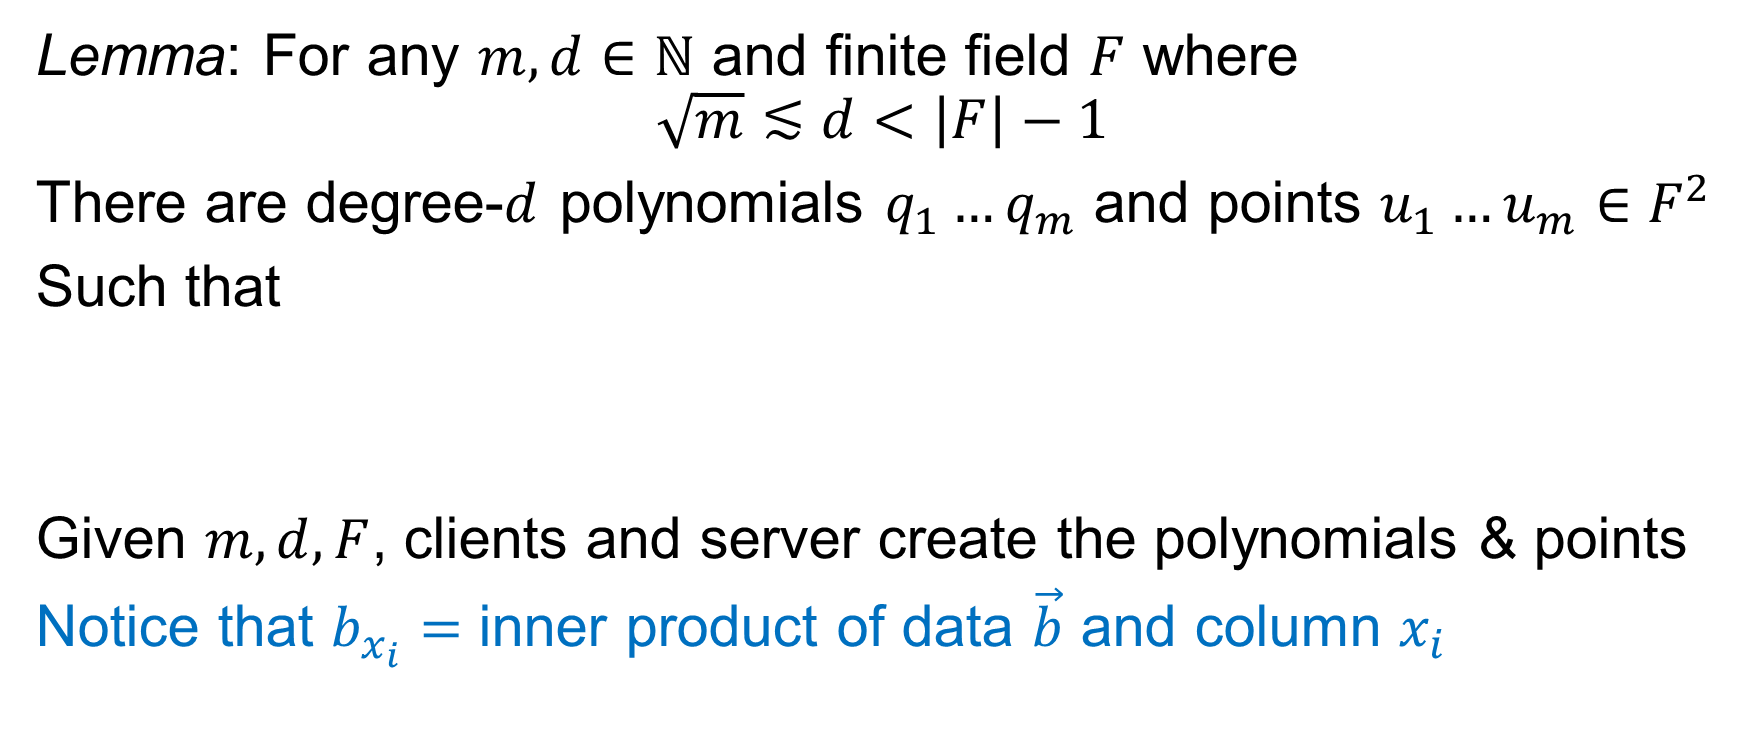 Lemma: For any m, d ∈ ℕ and finite field F where
√m ≲ d < |F| − 1
There are degree-d polynomials q₁ … qₘ and points u₁ … uₘ ∈ F²
Such that
Given m, d, F, clients and server create the polynomials & points
Notice that b_{x_i} = inner product of data b⃗ and column x_i